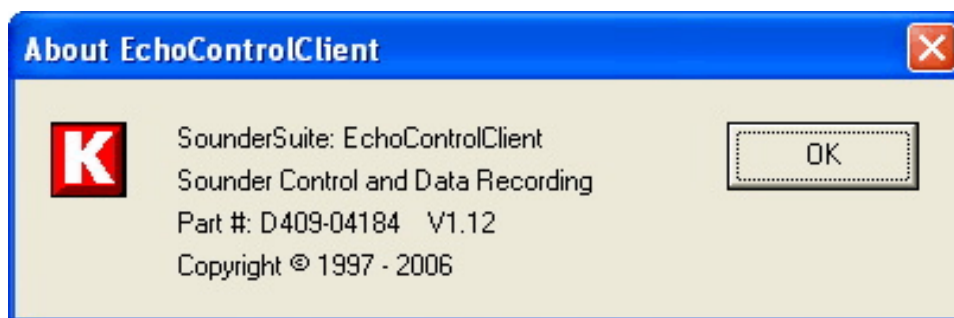 About EchoControlClient
K
SounderSuite: EchoControlClient
OK
Sounder Control and Data Recording
Part #: D409-04184 V1.12
Copyright © 1997 - 2006